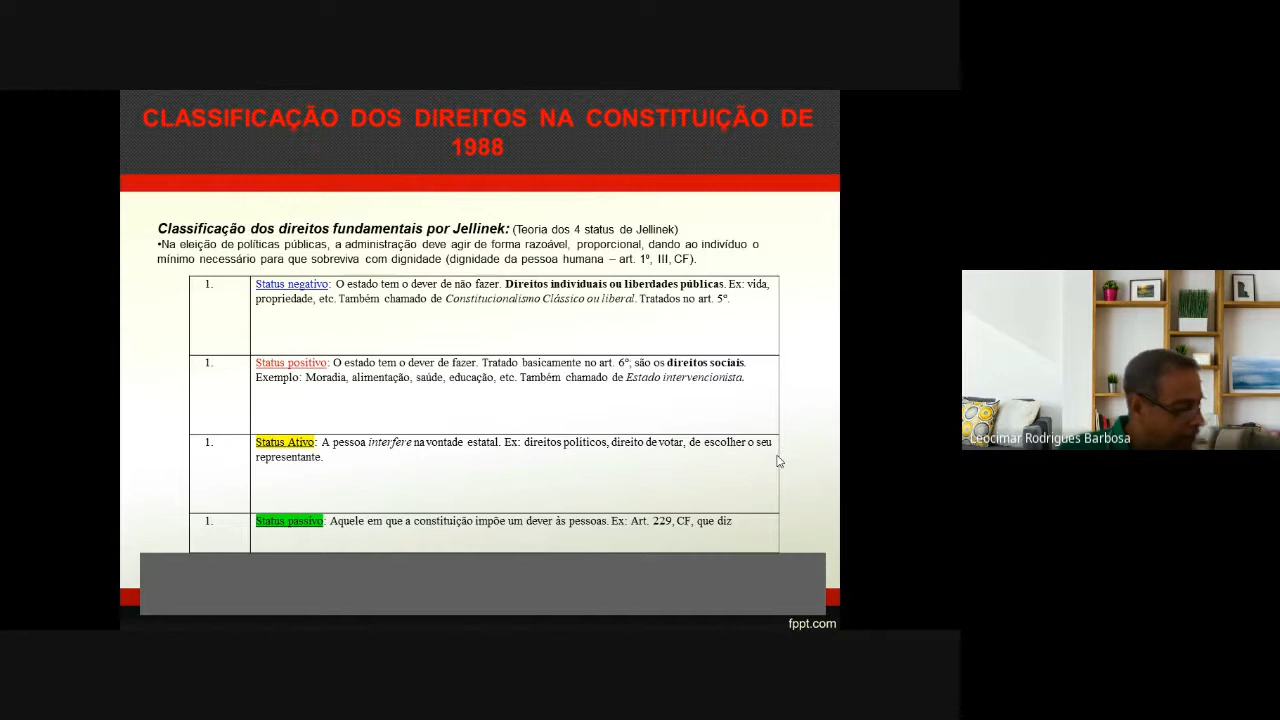 CLASSIFICAÇÃO DOS DIREITOS NA CONSTITUIÇÃO DE
1988
Classificação dos direitos fundamentais por Jellinek: (Teoria dos 4 status de Jellinek)
•Na eleição de políticas públicas, a administração deve agir de forma razoável, proporcional, dando ao indivíduo o
mínimo necessário para que sobreviva com dignidade (dignidade da pessoa humana – art. 1º, III, CF).
1. Status negativo: O estado tem o dever de não fazer. Direitos individuais ou liberdades públicas. Ex: vida,
propriedade, etc. Também chamado de Constitucionalismo Clássico ou liberal. Tratados no art. 5º.
1. Status positivo: O estado tem o dever de fazer. Tratado basicamente no art. 6º; são os direitos sociais.
Exemplo: Moradia, alimentação, saúde, educação, etc. Também chamado de Estado intervencionista.
1. Status Ativo: A pessoa interfere na vontade estatal. Ex: direitos políticos, direito de votar, de escolher o seu
representante.
1. Status passivo: Aquele em que a constituição impõe um dever às pessoas. Ex: Art. 229, CF, que diz
fppt.com
Leocimar Rodrigues Barbosa